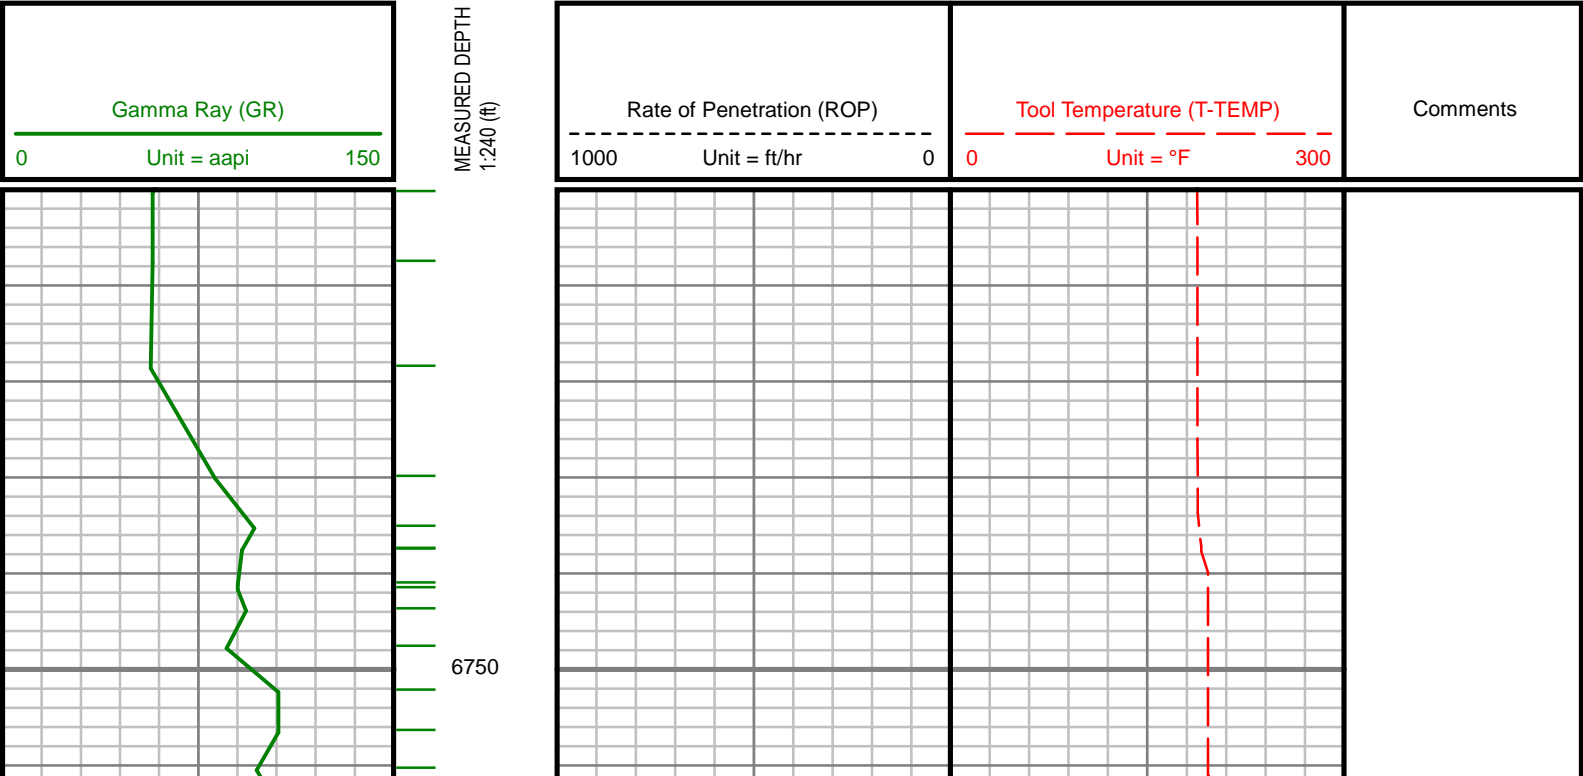 Gamma Ray (GR)
0 Unit = aapi 150
MEASURED DEPTH
1:240 (ft)
Rate of Penetration (ROP)
1000 Unit = ft/hr 0
Tool Temperature (T-TEMP)
0 Unit = °F 300
Comments
6750